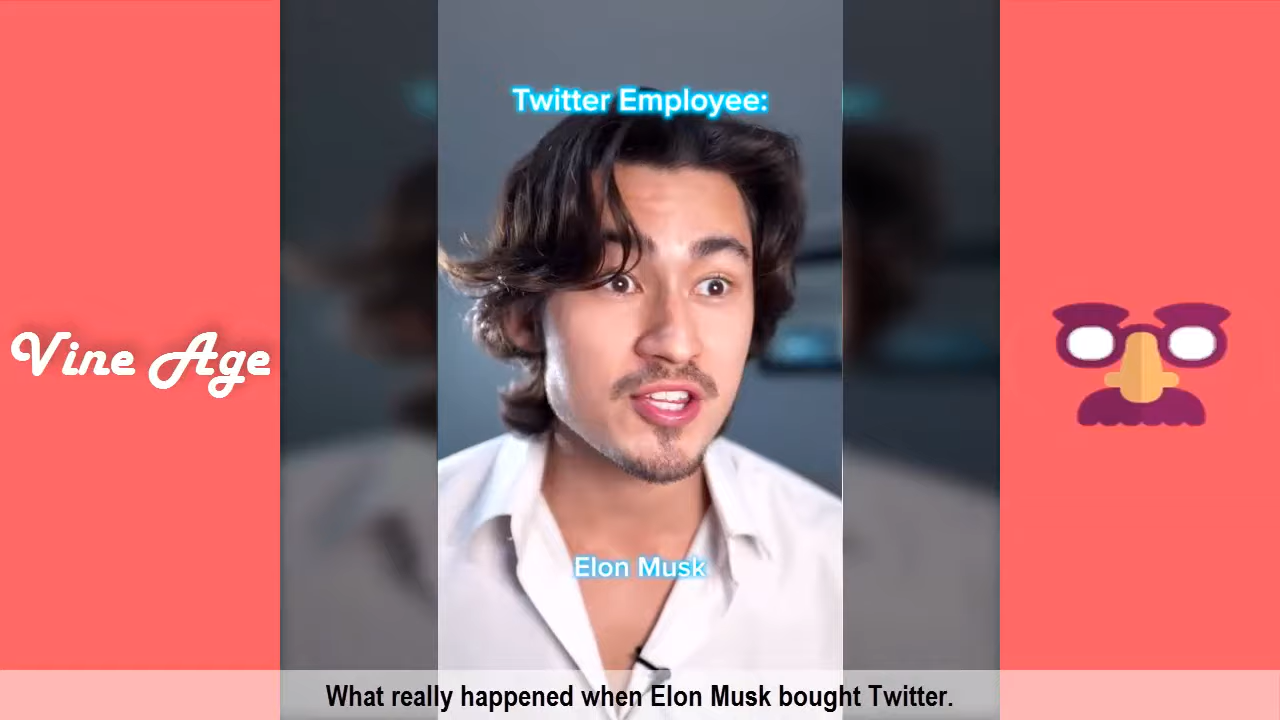 Twitter Employee:
Vine Age
Elon Musk
What really happened when Elon Musk bought Twitter.